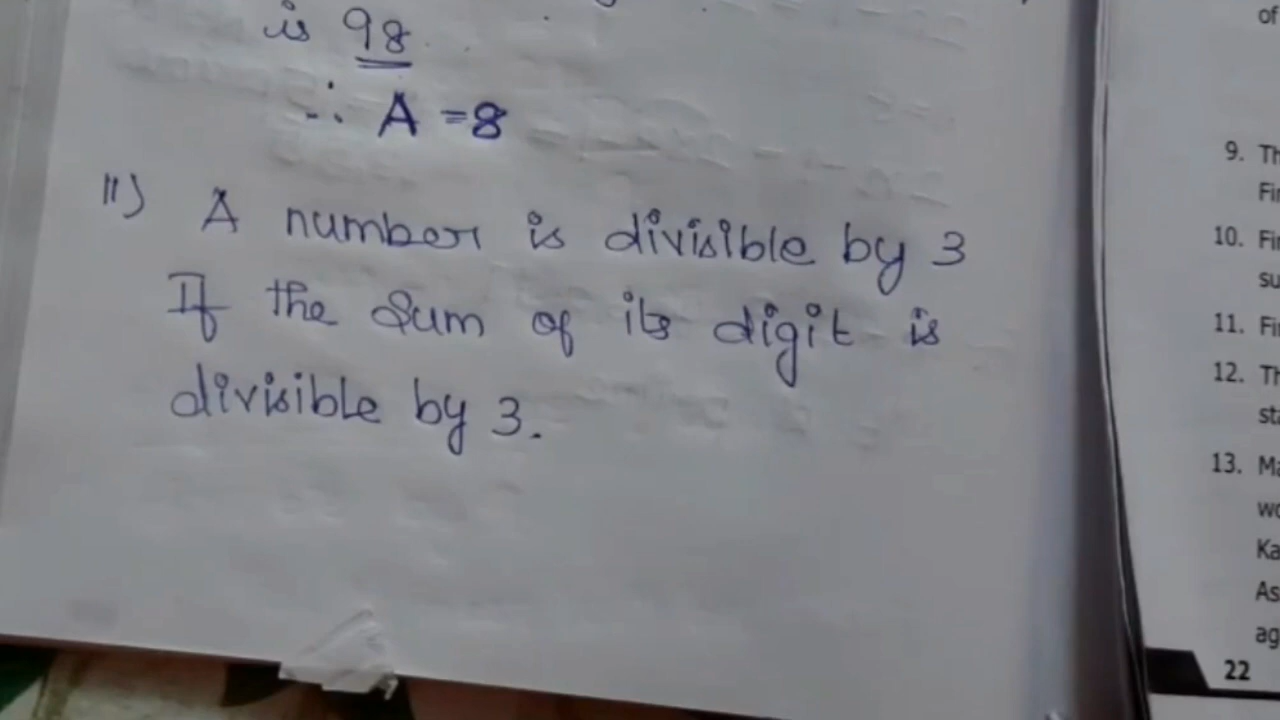 is 98
∴ A =8
11) A number is divisible by 3
If the Sum of its digit is
divisible by 3.
of
9. Th
Fi
10. Fi
su
11. Fi
12. Th
st
13. Ma
wo
Ka
As
ag
22